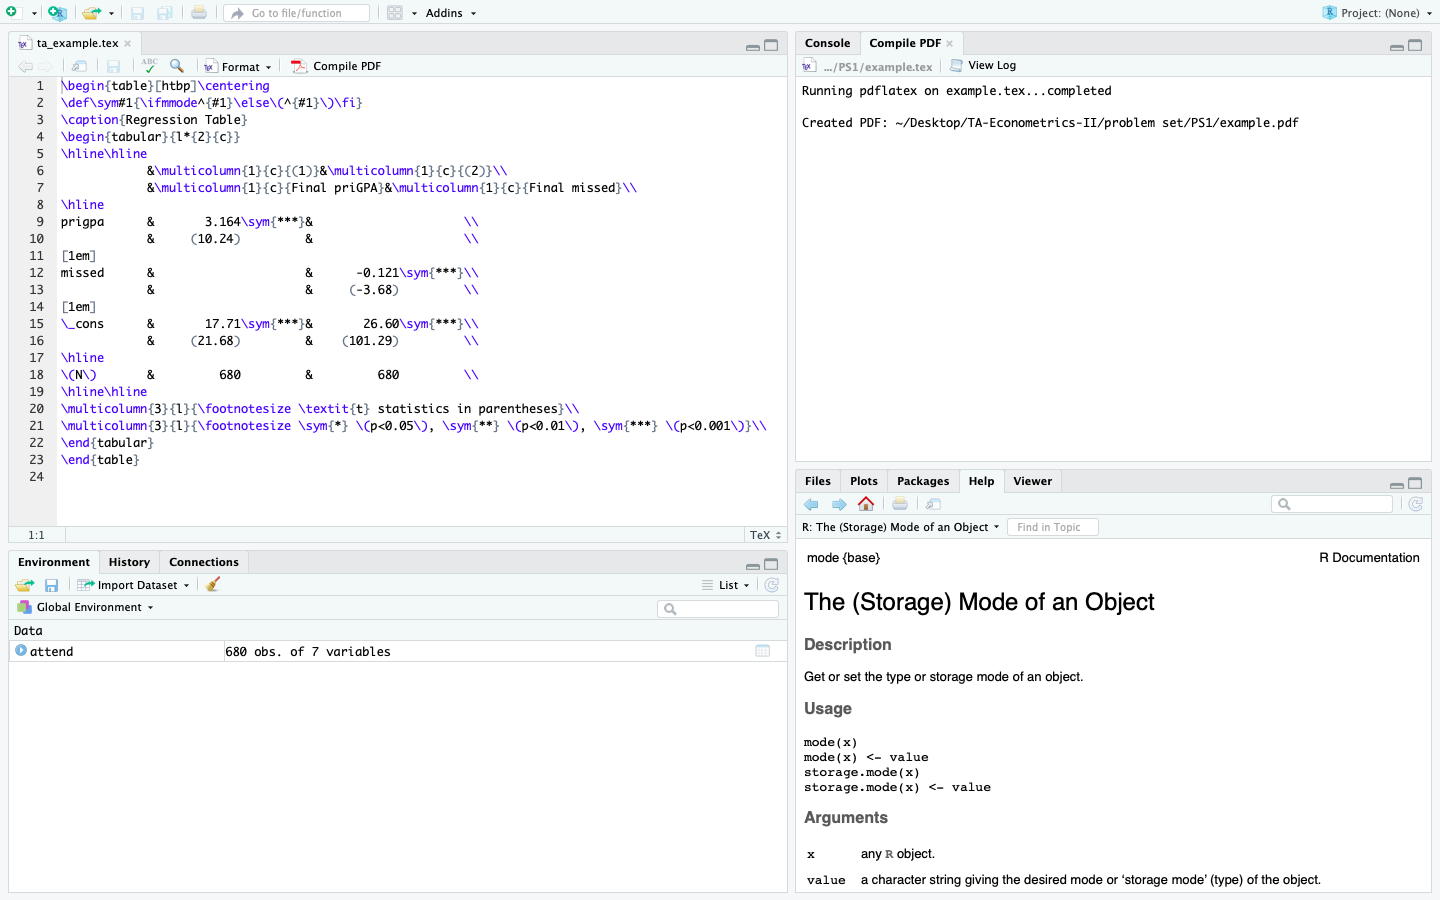 Go to file/function
Addins
Project: (None)
ta_example.tex
Format
Compile PDF
1 \begin{table}[htbp]\centering
2 \def\sym#1{\ifmmode^{#1}\else\(^{#1}\)\fi}
3 \caption{Regression Table}
4 \begin{tabular}{l*{2}{c}}
5 \hline\hline
6 &\multicolumn{1}{c}{(1)}&\multicolumn{1}{c}{(2)}\\
7 &\multicolumn{1}{c}{Final priGPA}&\multicolumn{1}{c}{Final missed}\\
8 \hline
9 prigpa & 3.164\sym{***}& \\
10 & (10.24) & \\
11 [1em]
12 missed & & -0.121\sym{***}\\
13 & & (-3.68) \\
14 [1em]
15 \_cons & 17.71\sym{***}& 26.60\sym{***}\\
16 & (21.68) & (101.29) \\
17 \hline
18 \(N\) & 680 & 680 \\
19 \hline\hline
20 \multicolumn{3}{l}{\footnotesize \textit{t} statistics in parentheses}\\
21 \multicolumn{3}{l}{\footnotesize \sym{*} \(p<0.05\), \sym{**} \(p<0.01\), \sym{***} \(p<0.001\)}\\
22 \end{tabular}
23 \end{table}
24
1:1
TeX
Environment
History
Connections
Import Dataset
List
Global Environment
Data
attend 680 obs. of 7 variables
Console
Compile PDF
.../PS1/example.tex
View Log
Running pdflatex on example.tex...completed
Created PDF: ~/Desktop/TA-Econometrics-II/problem set/PS1/example.pdf
Files
Plots
Packages
Help
Viewer
R: The (Storage) Mode of an Object
Find in Topic
mode {base}
R Documentation
The (Storage) Mode of an Object
Description
Get or set the type or storage mode of an object.
Usage
mode(x)
mode(x) <- value
storage.mode(x)
storage.mode(x) <- value
Arguments
x any R object.
value a character string giving the desired mode or ‘storage mode’ (type) of the object.